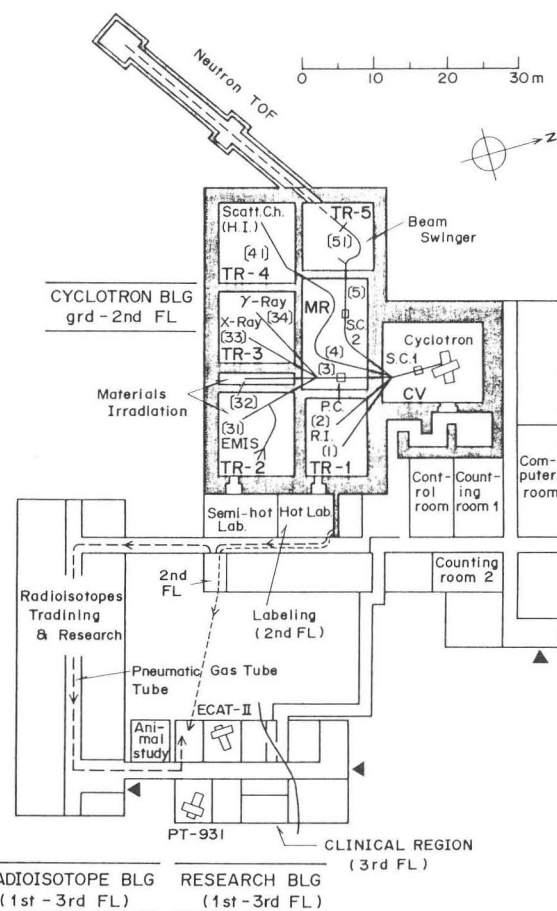 Neutron TOF
0 10 20 30 m
N
Scatt. Ch.
(H.I.)
TR-5
[51]
Beam
Swinger
[41]
TR-4
[5]
CYCLOTRON BLG
grd - 2nd FL
γ-Ray
[34]
MR
X-Ray
[33]
S.C.
2
Cyclotron
TR-3
[4]
S.C.1
[3]
CV
Materials
Irradiation
[32]
P.C.
[2]
[31]
R.I.
EMIS
[1]
TR-2
TR-1
Com-
puter
room
Cont-
rol
room
Count-
ing
room 1
Semi-hot
Lab.
Hot Lab.
Counting
room 2
2nd
FL
Radioisotopes
Tradining
& Research
Labeling
(2nd FL)
Pneumatic
Tube
Gas Tube
ECAT-II
Ani-
mal
study
PT-931
CLINICAL REGION
(3rd FL)
ADIOISOTOPE BLG
(1st - 3rd FL)
RESEARCH BLG
(1st - 3rd FL)